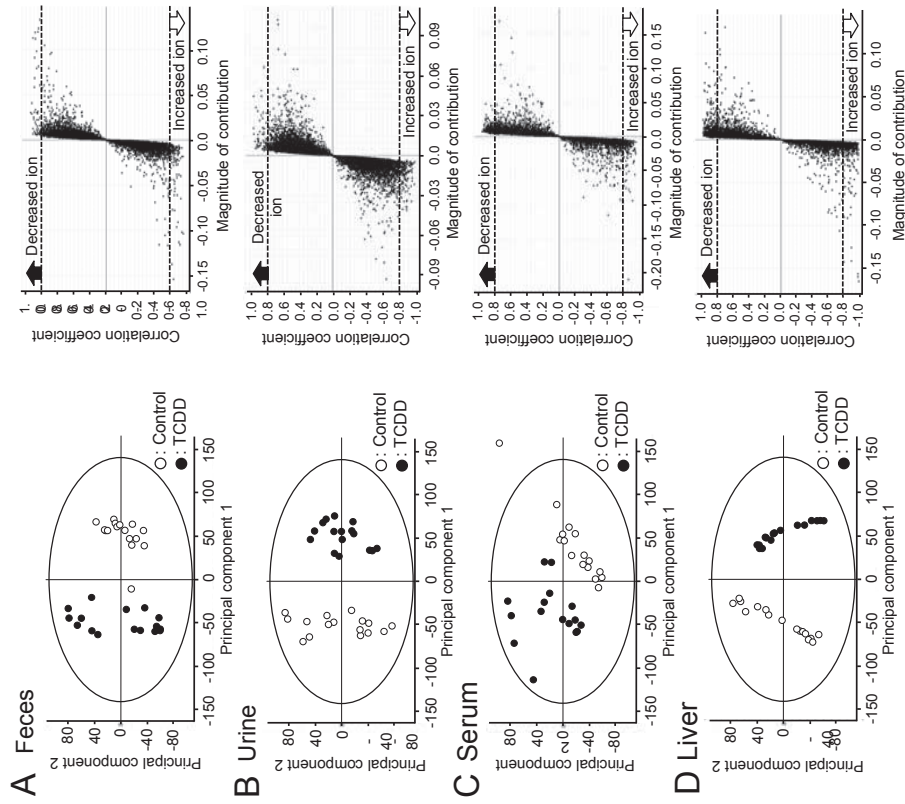 A Feces
Principal component 2
80
40
0
-40
-80
-150 -100 -50 0 50 100 150
Principal component 1
○ : Control
● : TCDD
Correlation coefficient
0
0.2
0.4
0.6
0.8
1.0
Decreased ion
Increased ion
-0.15 -0.10 -0.05 0.0 0.05 0.10
Magnitude of contribution
B Urine
Principal component 2
80
40
0
-150 -100 -50 0 50 100 150
Principal component 1
○ : Control
● : TCDD
Correlation coefficient
1.0
0.8
0.6
0.4
0.2
0.0
-0.2
-0.4
-0.6
-0.8
-1.0
Decreased
ion
Increased ion
-0.09 -0.06 -0.03 0.0 0.03 0.06 0.09
Magnitude of contribution
C Serum
Principal component 2
80
40
-40
-80
-150 -100 -50 0 50 100 150
Principal component 1
○ : Control
● : TCDD
Correlation coefficient
1.0
0.8
0.6
0.4
0.2
0.0
-0.2
-0.4
-0.6
-0.8
-1.0
Decreased ion
Increased ion
-0.20 -0.15 -0.10 -0.05 0.0 0.05 0.10 0.15
Magnitude of contribution
D Liver
Principal component 2
80
40
0
-40
-80
-150 -100 -50 0 50 100 150
Principal component 1
○ : Control
● : TCDD
Correlation coefficient
1.0
0.8
0.6
0.4
0.2
0.0
-0.2
-0.4
-0.6
-0.8
-1.0
Decreased ion
Increased ion
-0.15 -0.10 -0.05 0.0 0.05 0.10
Magnitude of contribution